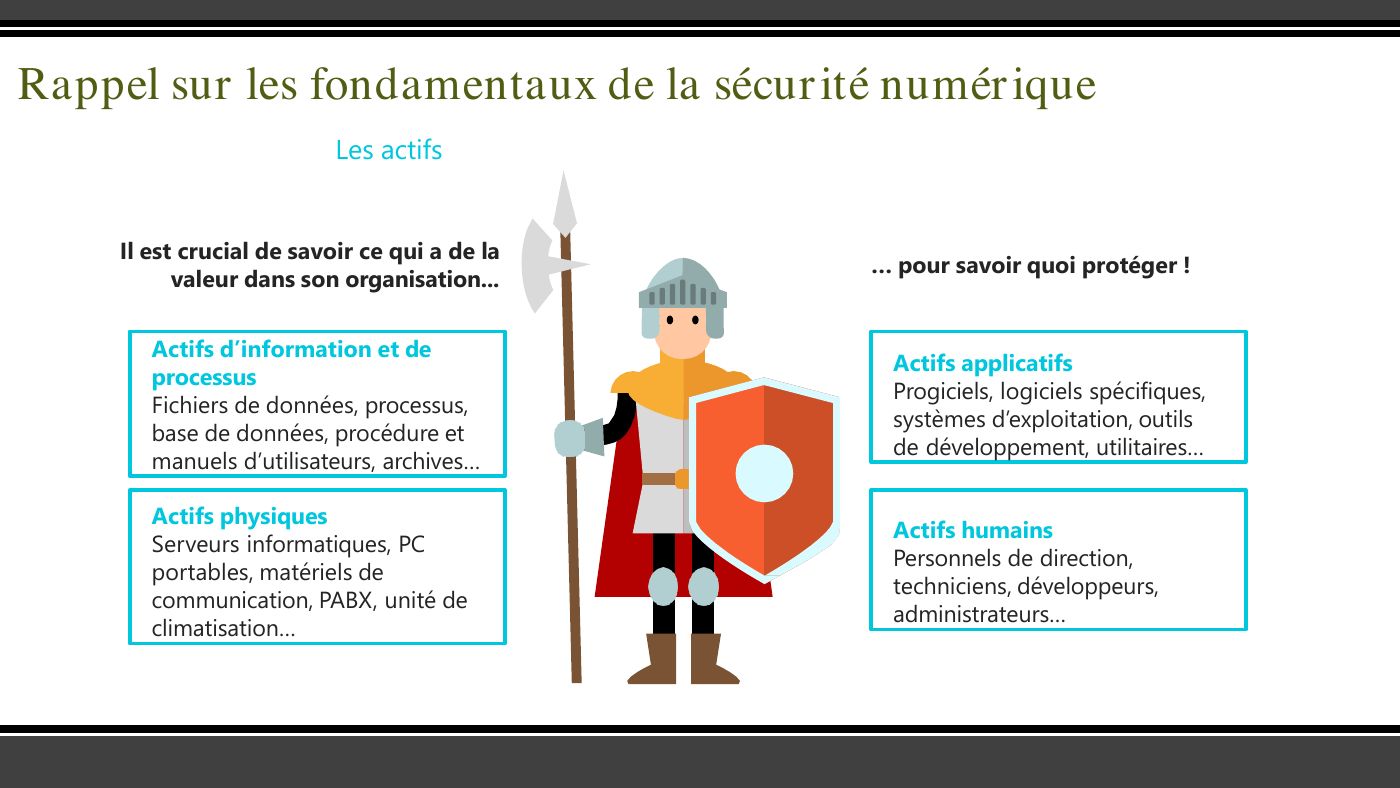 Rappel sur les fondamentaux de la sécurité numérique
Les actifs
Il est crucial de savoir ce qui a de la
valeur dans son organisation...
… pour savoir quoi protéger !
Actifs d’information et de
processus
Fichiers de données, processus,
base de données, procédure et
manuels d’utilisateurs, archives…
Actifs physiques
Serveurs informatiques, PC
portables, matériels de
communication, PABX, unité de
climatisation…
Actifs applicatifs
Progiciels, logiciels spécifiques,
systèmes d’exploitation, outils
de développement, utilitaires…
Actifs humains
Personnels de direction,
techniciens, développeurs,
administrateurs…